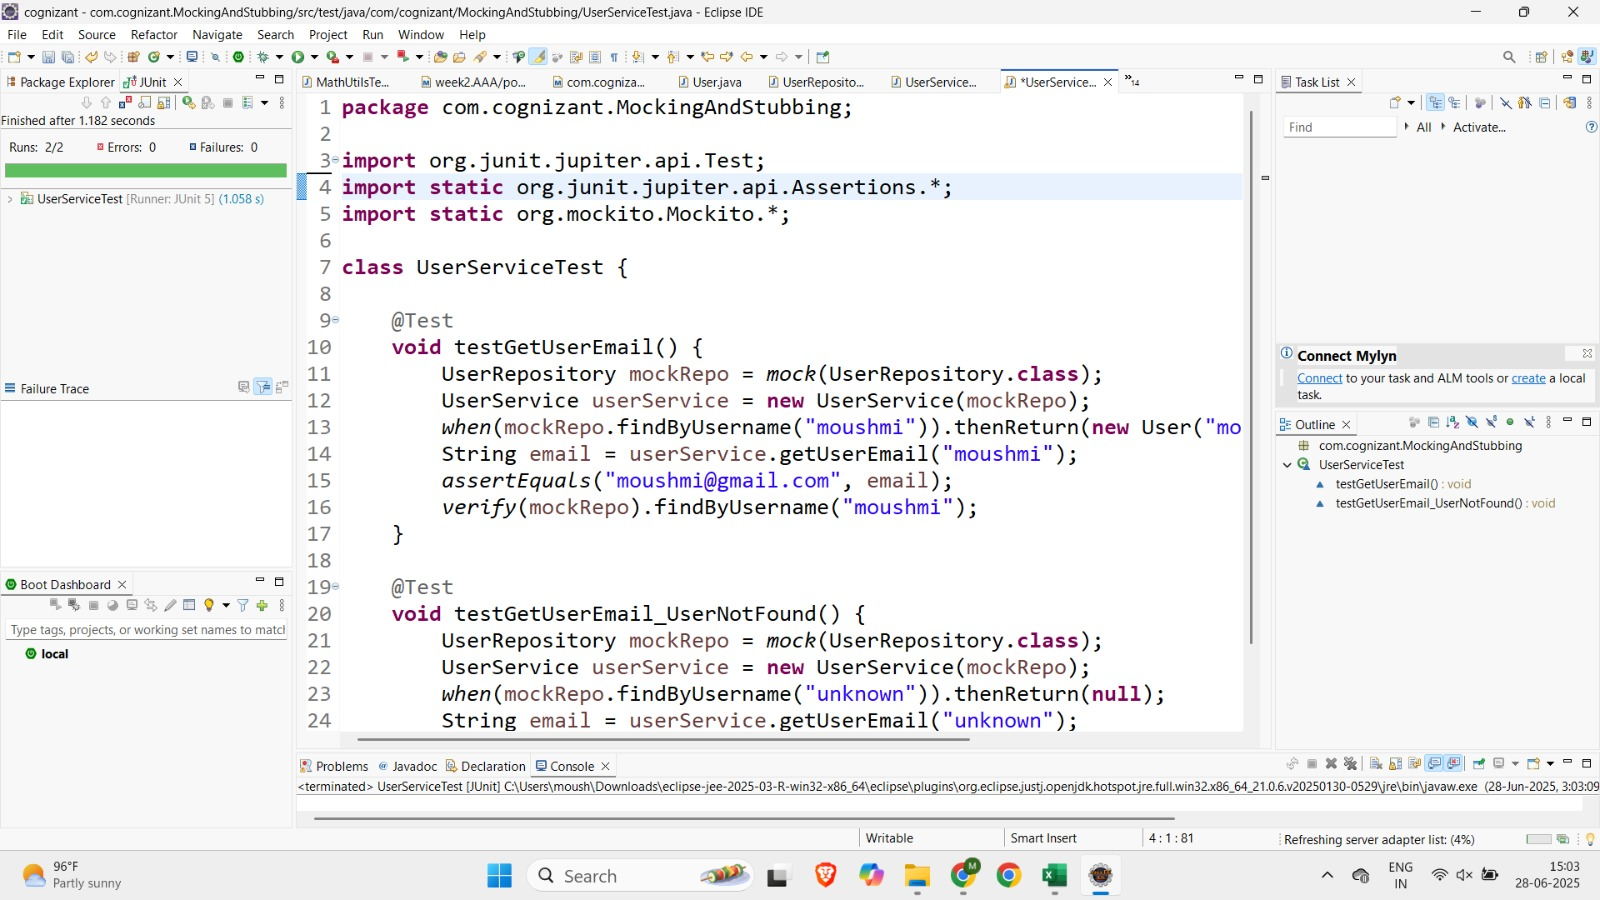 cognizant - com.cognizant.MockingAndStubbing/src/test/java/com/cognizant/MockingAndStubbing/UserServiceTest.java - Eclipse IDE
File Edit Source Refactor Navigate Search Project Run Window Help
Package Explorer JUnit
Finished after 1.182 seconds
Runs: 2/2 Errors: 0 Failures: 0
UserServiceTest [Runner: JUnit 5] (1.058 s)
Failure Trace
Boot Dashboard
Type tags, projects, or working set names to match
local
MathUtilsTe... week2.AAA/po... com.cogniza... User.java UserReposito... UserService... *UserService... »14
1 package com.cognizant.MockingAndStubbing;
2
3 import org.junit.jupiter.api.Test;
4 import static org.junit.jupiter.api.Assertions.*;
5 import static org.mockito.Mockito.*;
6
7 class UserServiceTest {
8
9 @Test
10 void testGetUserEmail() {
11 UserRepository mockRepo = mock(UserRepository.class);
12 UserService userService = new UserService(mockRepo);
13 when(mockRepo.findByUsername("moushmi")).thenReturn(new User("mo
14 String email = userService.getUserEmail("moushmi");
15 assertEquals("moushmi@gmail.com", email);
16 verify(mockRepo).findByUsername("moushmi");
17 }
18
19 @Test
20 void testGetUserEmail_UserNotFound() {
21 UserRepository mockRepo = mock(UserRepository.class);
22 UserService userService = new UserService(mockRepo);
23 when(mockRepo.findByUsername("unknown")).thenReturn(null);
24 String email = userService.getUserEmail("unknown");
Task List
Find All Activate...
Connect Mylyn
Connect to your task and ALM tools or create a local
task.
Outline
com.cognizant.MockingAndStubbing
UserServiceTest
testGetUserEmail() : void
testGetUserEmail_UserNotFound() : void
Problems Javadoc Declaration Console
<terminated> UserServiceTest [JUnit] C:\Users\moush\Downloads\eclipse-jee-2025-03-R-win32-x86_64\eclipse\plugins\org.eclipse.justj.openjdk.hotspot.jre.full.win32.x86_64_21.0.6.v20250130-0529\jre\bin\javaw.exe (28-Jun-2025, 3:03:09
Writable Smart Insert 4 : 1 : 81 Refreshing server adapter list: (4%)
96°F
Partly sunny
Search
M
ENG
IN
15:03
28-06-2025